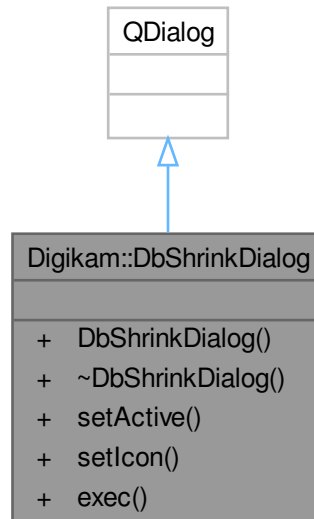 QDialog
Digikam::DbShrinkDialog
+ DbShrinkDialog()
+ ~DbShrinkDialog()
+ setActive()
+ setIcon()
+ exec()